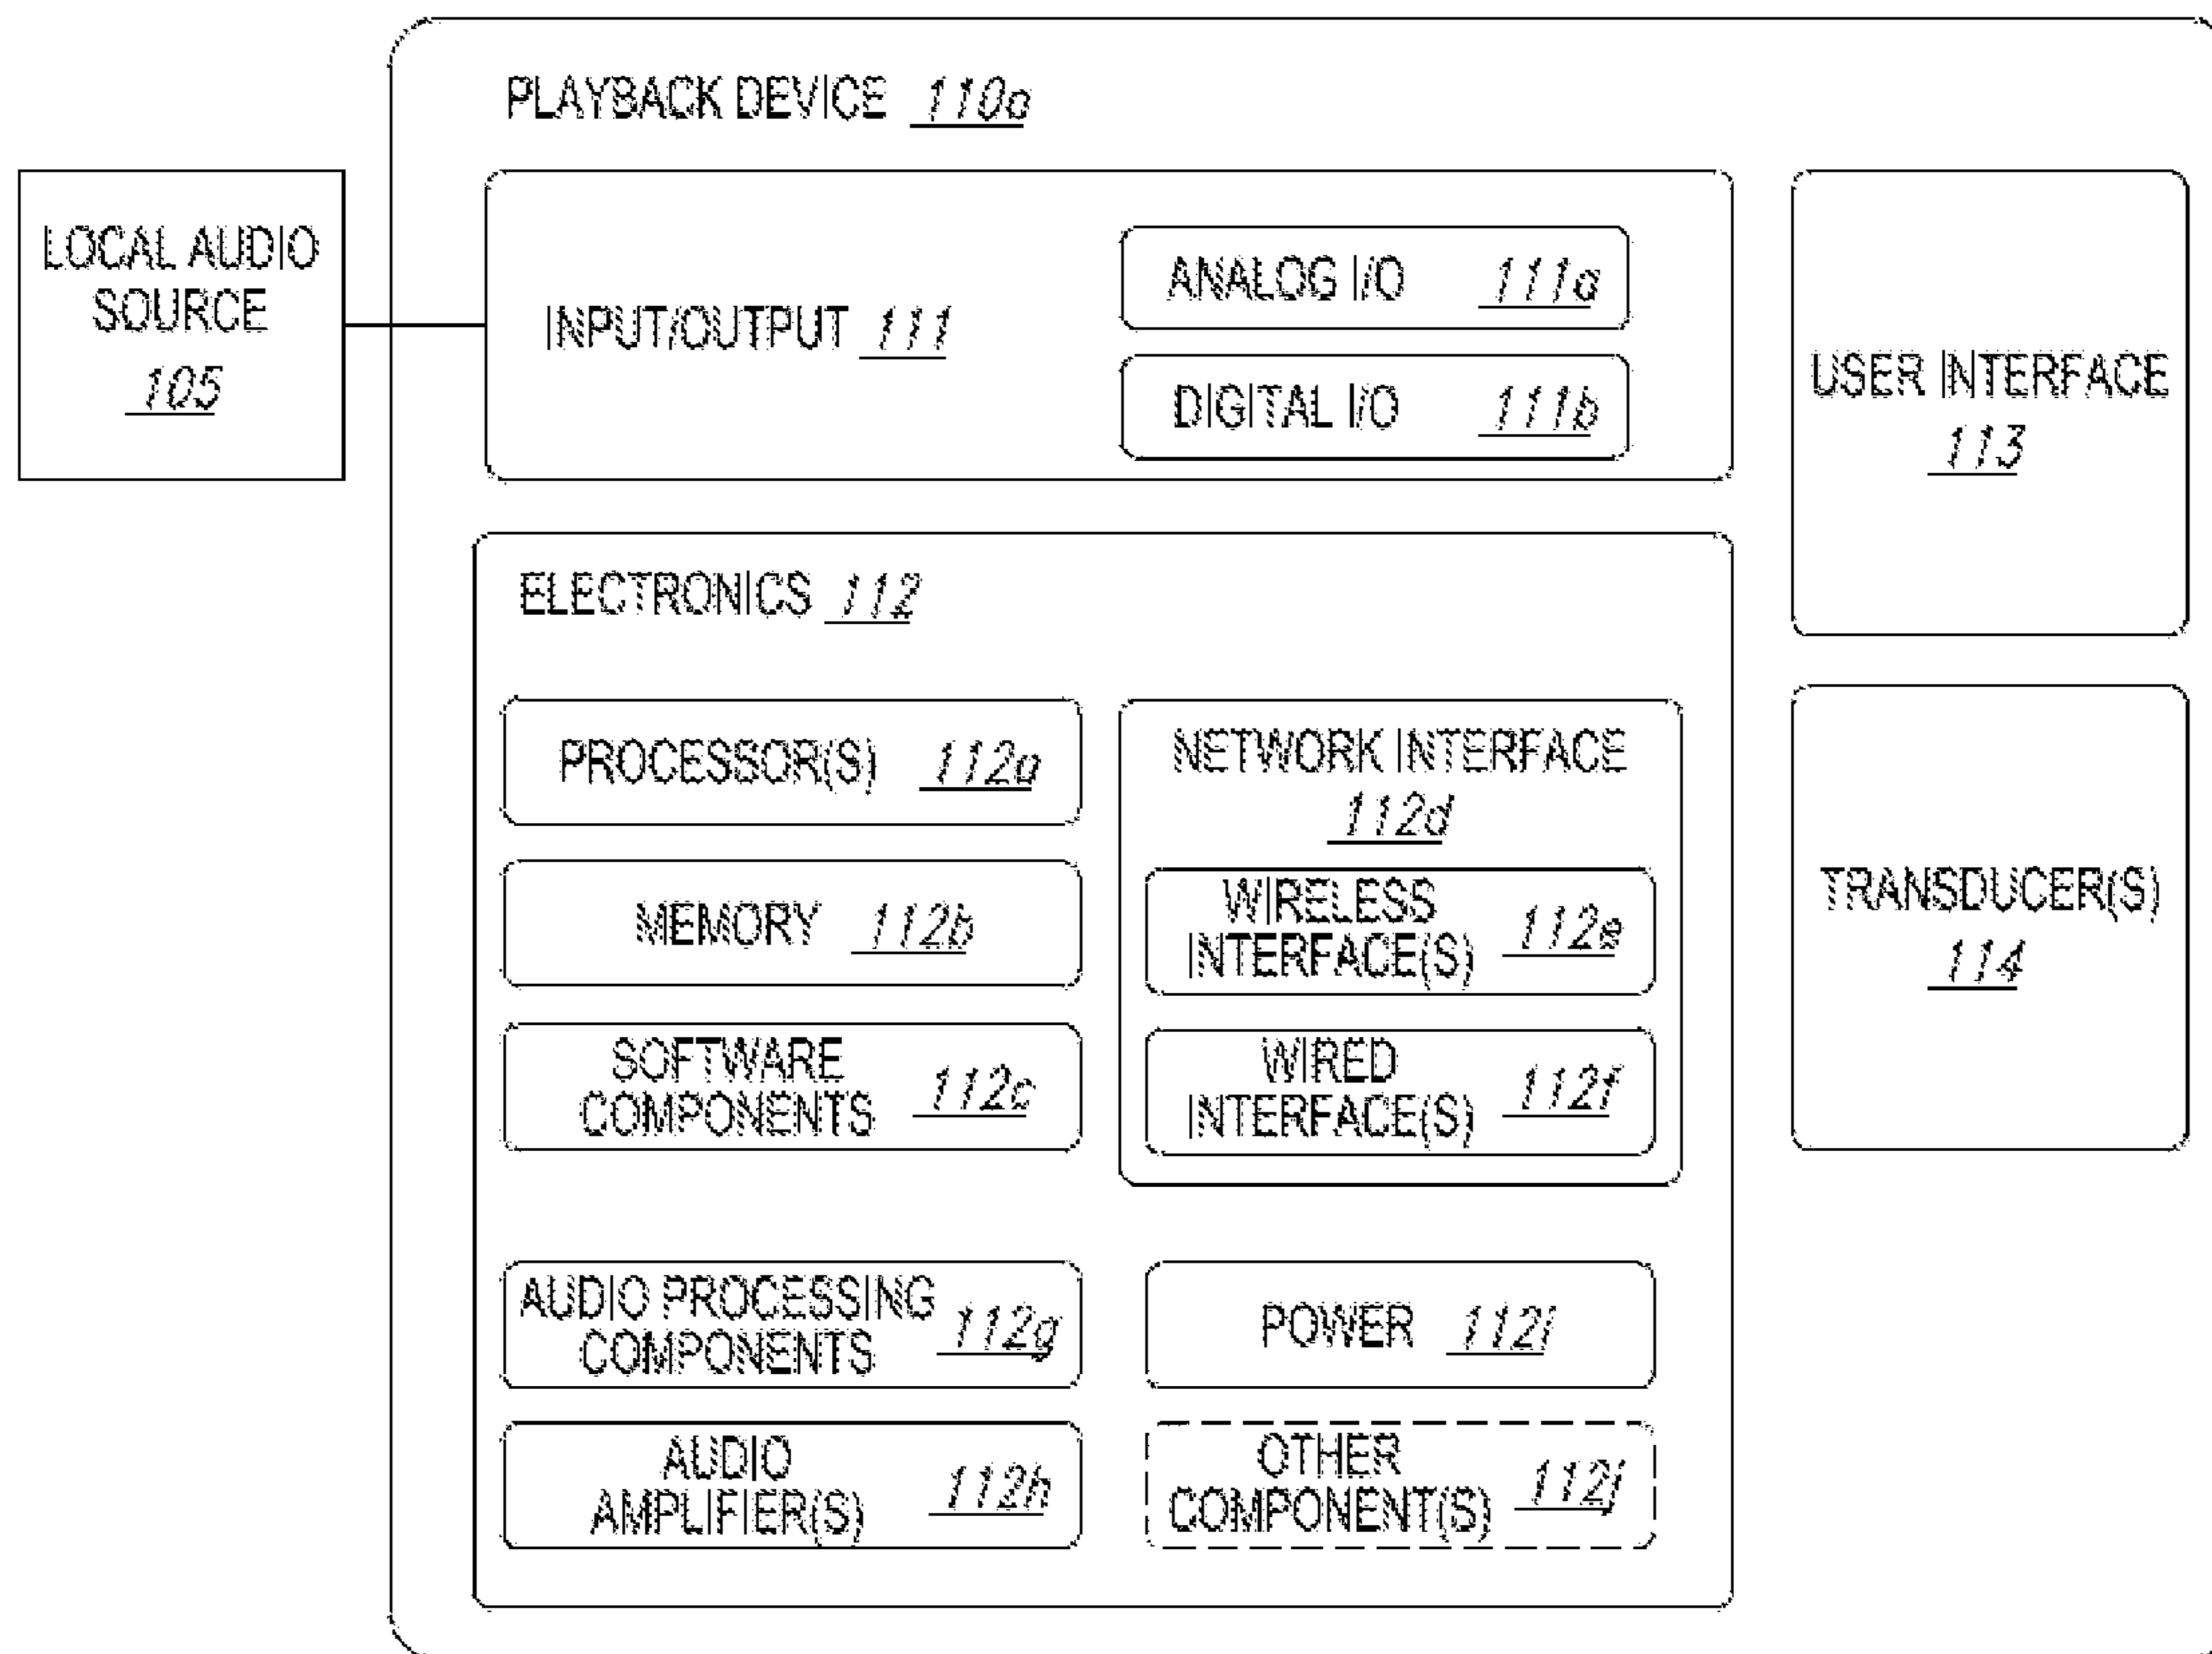 PLAYBACK DEVICE 110a
LOCAL AUDIO
SOURCE
105
INPUT/OUTPUT 111
ANALOG I/O 111a
DIGITAL I/O 111b
USER INTERFACE
113
ELECTRONICS 112
PROCESSOR(S) 112a
MEMORY 112b
SOFTWARE
COMPONENTS 112c
NETWORK INTERFACE
112d
WIRELESS
INTERFACE(S) 112e
WIRED
INTERFACE(S) 112f
TRANSDUCER(S)
114
AUDIO PROCESSING
COMPONENTS 112g
POWER 112i
AUDIO
AMPLIFIER(S) 112h
OTHER
COMPONENT(S) 112j